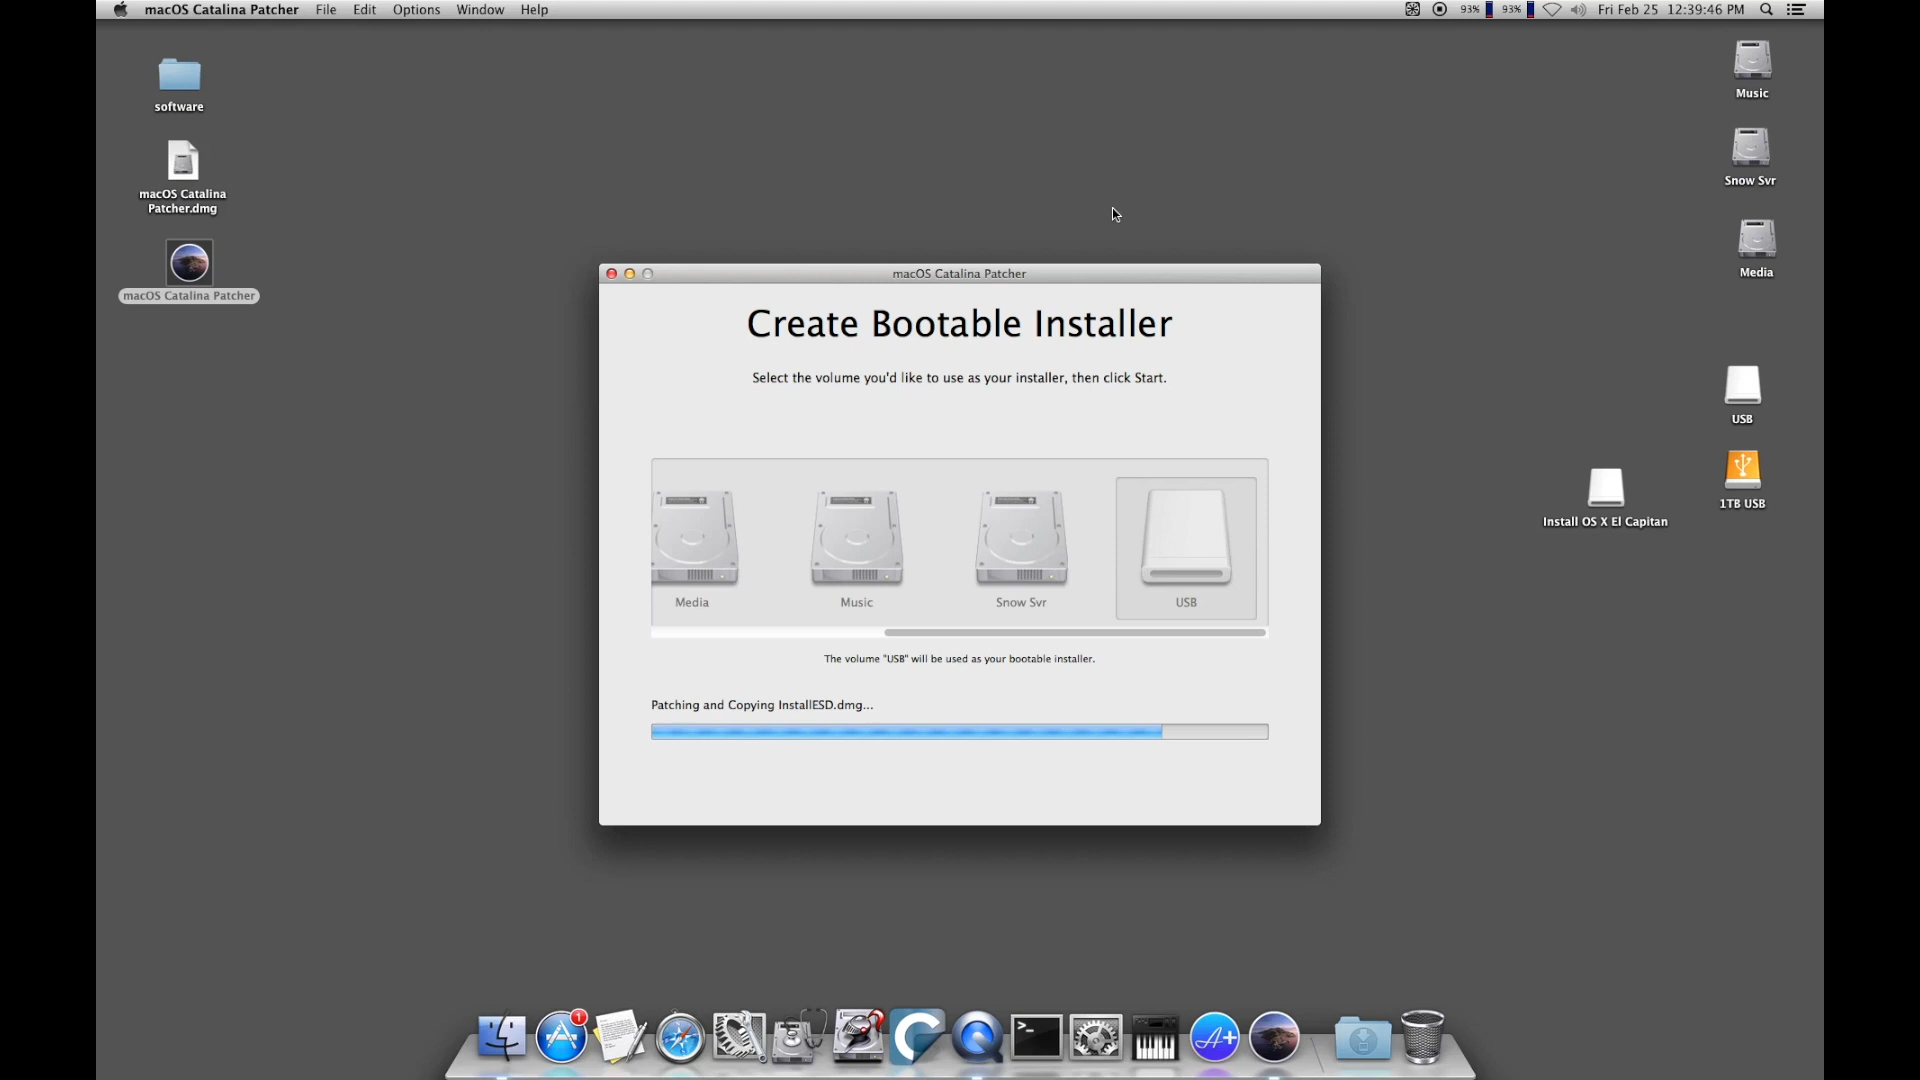 macOS Catalina Patcher File Edit Options Window Help
93% 93% Fri Feb 25 12:39:46 PM
software
macOS Catalina
Patcher.dmg
macOS Catalina Patcher
Music
Snow Svr
Media
USB
1TB USB
Install OS X El Capitan
macOS Catalina Patcher
Create Bootable Installer
Select the volume you'd like to use as your installer, then click Start.
Media Music Snow Svr USB
The volume "USB" will be used as your bootable installer.
Patching and Copying InstallESD.dmg...
1
>_
A+